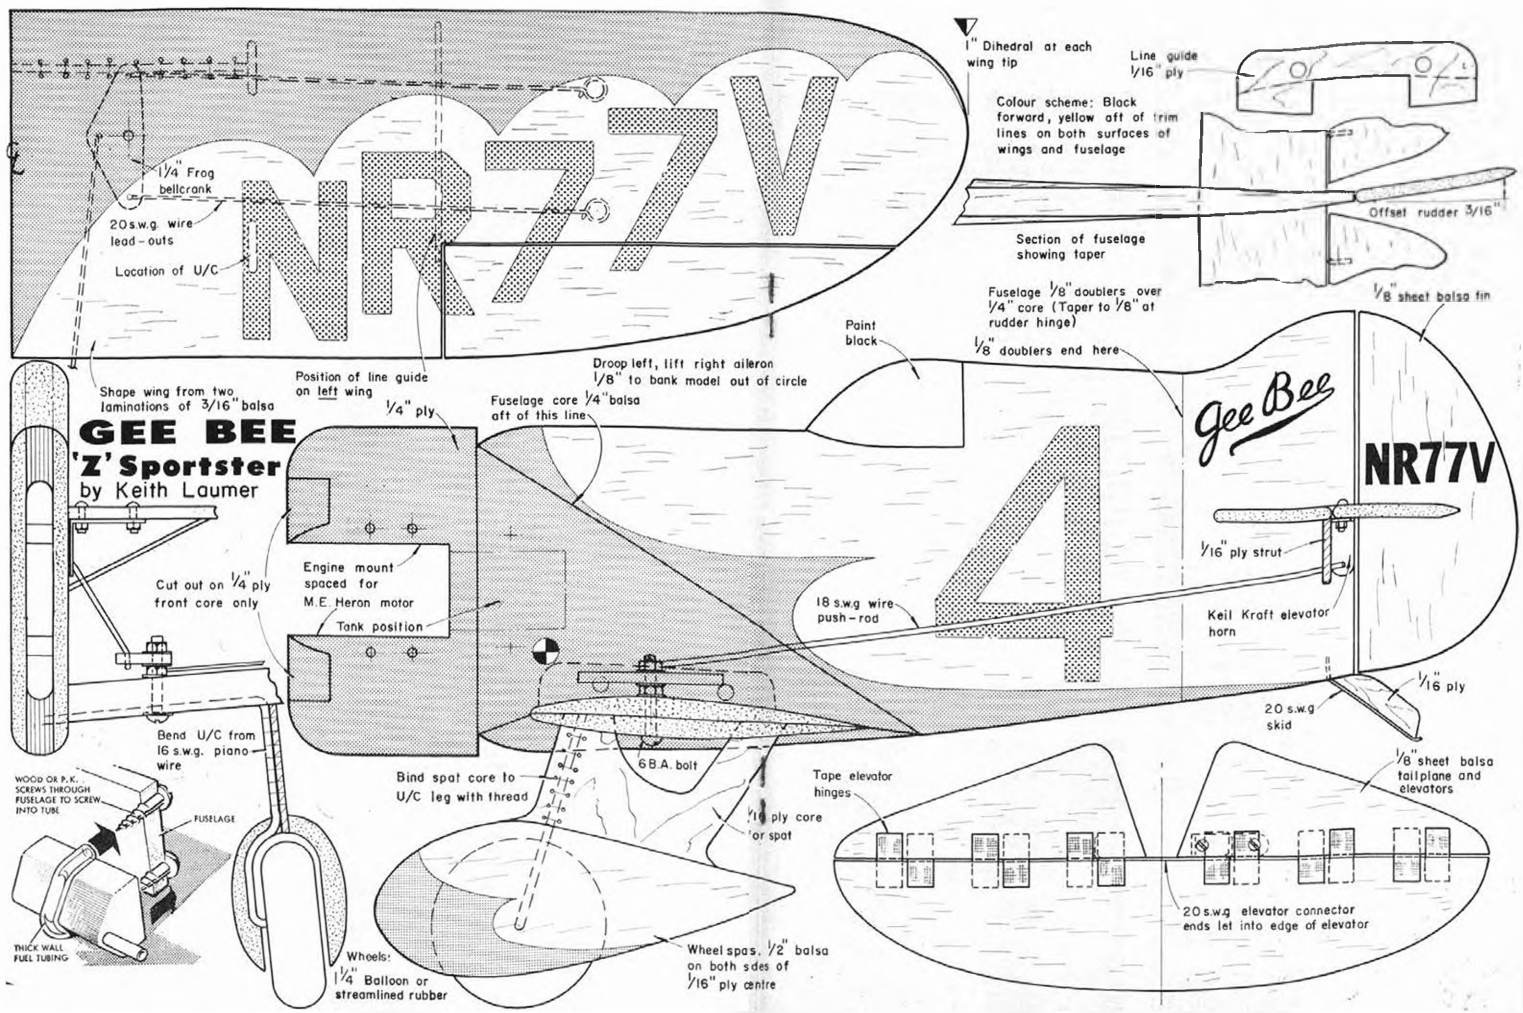 1" Dihedral at each
wing tip
Line guide
1/16" ply
Colour scheme: Black
forward, yellow aft of trim
lines on both surfaces of
wings and fuselage
1 1/4" Frog
bellcrank
20 s.w.g. wire
lead-outs
Location of U/C
NR77V
Offset rudder 3/16"
Section of fuselage
showing taper
Fuselage 1/8" doublers over
1/4" core (Taper to 1/8" at
rudder hinge)
1/8" doublers end here
1/8" sheet balsa fin
Paint
black
Shape wing from two
laminations of 3/16" balsa
Position of line guide
on left wing
1/4" ply
Droop left, lift right aileron
1/8" to bank model out of circle
Fuselage core 1/4" balsa
aft of this line
GEE BEE
'Z' Sportster
by Keith Laumer
Gee Bee
NR77V
4
Cut out on 1/4" ply
front core only
Engine mount
spaced for
M.E. Heron motor
Tank position
18 s.w.g wire
push-rod
1/16" ply strut
Keil Kraft elevator
horn
1/16" ply
20 s.w.g
skid
Bend U/C from
16 s.w.g. piano
wire
6 B.A. bolt
Bind spat core to
U/C leg with thread
1/16 ply core
or spat
Tape elevator
hinges
1/8" sheet balsa
tailplane and
elevators
WOOD OR P.K.
SCREWS THROUGH
FUSELAGE TO SCREW
INTO TUBE
FUSELAGE
THICK WALL
FUEL TUBING
Wheels:
1 1/4" Balloon or
streamlined rubber
Wheel spas, 1/2" balsa
on both sdes of
1/16" ply centre
20 s.w.g elevator connector
ends let into edge of elevator